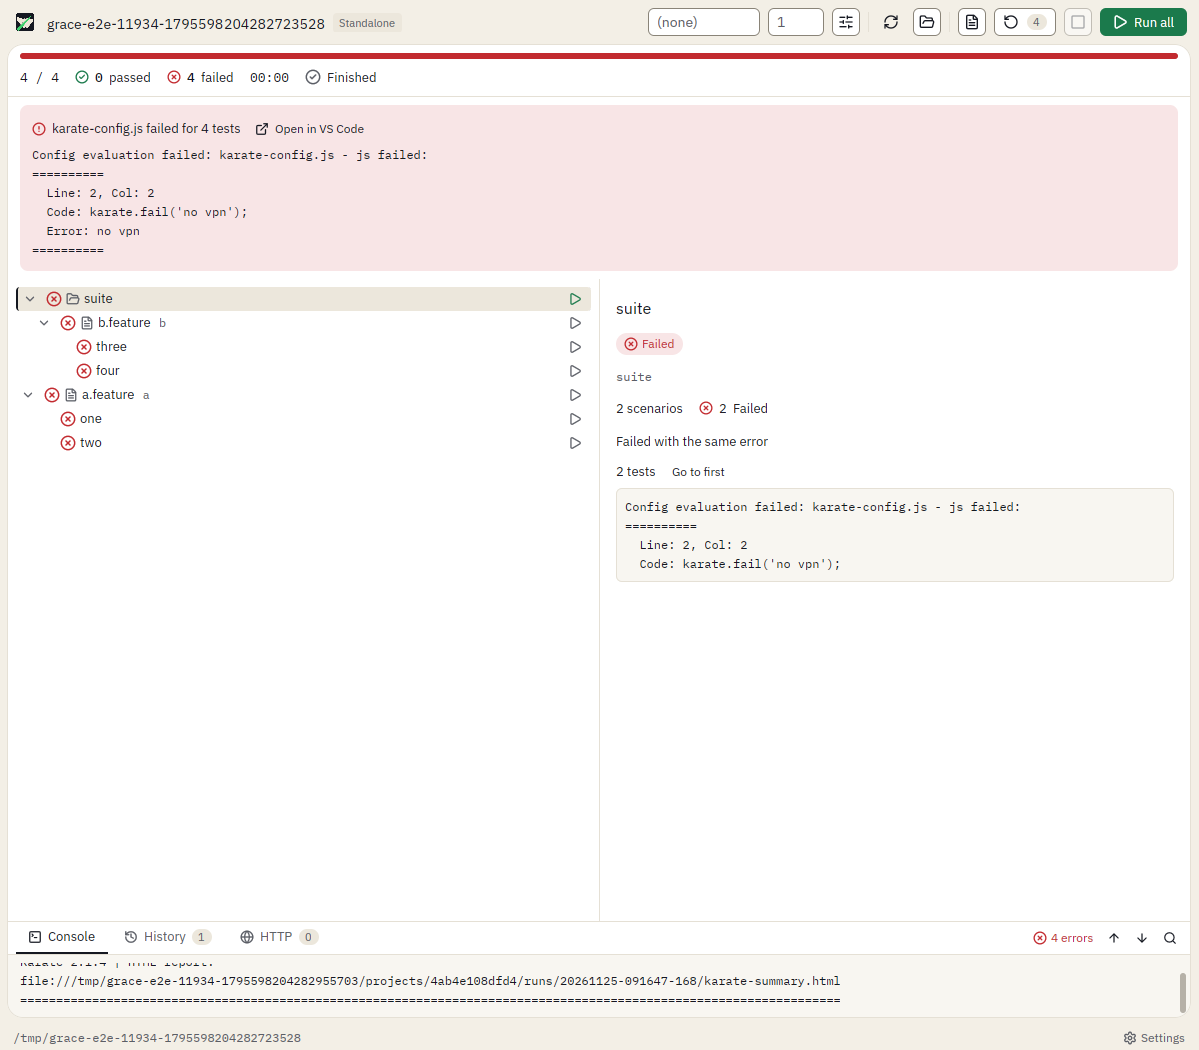 grace-e2e-11934-1795598204282723528 Standalone (none) 1 4 Run all
4 / 4 0 passed 4 failed 00:00 Finished
karate-config.js failed for 4 tests Open in VS Code
Config evaluation failed: karate-config.js - js failed:
==========
Line: 2, Col: 2
Code: karate.fail('no vpn');
Error: no vpn
==========
suite
b.feature b
three
four
a.feature a
one
two
suite
Failed
suite
2 scenarios 2 Failed
Failed with the same error
2 tests Go to first
Config evaluation failed: karate-config.js - js failed:
==========
Line: 2, Col: 2
Code: karate.fail('no vpn');
Console History 1 HTTP 0 4 errors
Karate 2.1.4 | HTML report:
file:///tmp/grace-e2e-11934-1795598204282955703/projects/4ab4e108dfd4/runs/20261125-091647-168/karate-summary.html
==================================================================================================================
/tmp/grace-e2e-11934-1795598204282723528 Settings